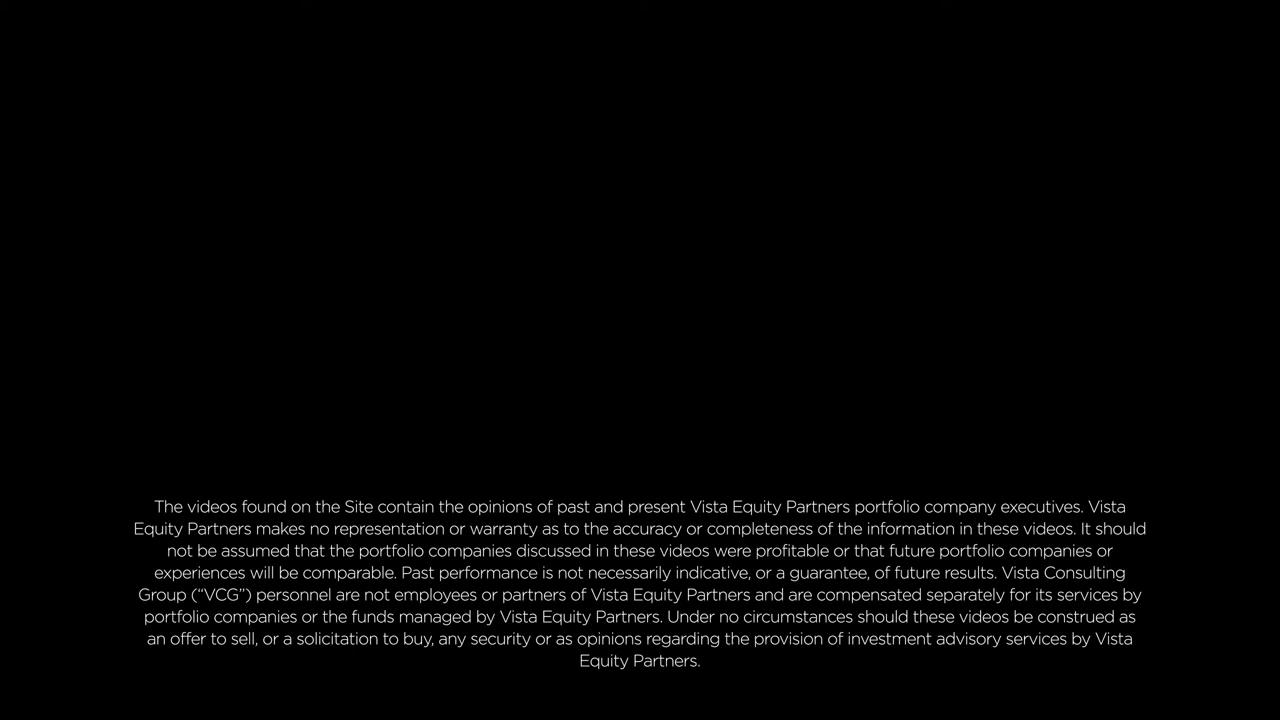 The videos found on the Site contain the opinions of past and present Vista Equity Partners portfolio company executives. Vista
Equity Partners makes no representation or warranty as to the accuracy or completeness of the information in these videos. It should
not be assumed that the portfolio companies discussed in these videos were profitable or that future portfolio companies or
experiences will be comparable. Past performance is not necessarily indicative, or a guarantee, of future results. Vista Consulting
Group (“VCG”) personnel are not employees or partners of Vista Equity Partners and are compensated separately for its services by
portfolio companies or the funds managed by Vista Equity Partners. Under no circumstances should these videos be construed as
an offer to sell, or a solicitation to buy, any security or as opinions regarding the provision of investment advisory services by Vista
Equity Partners.